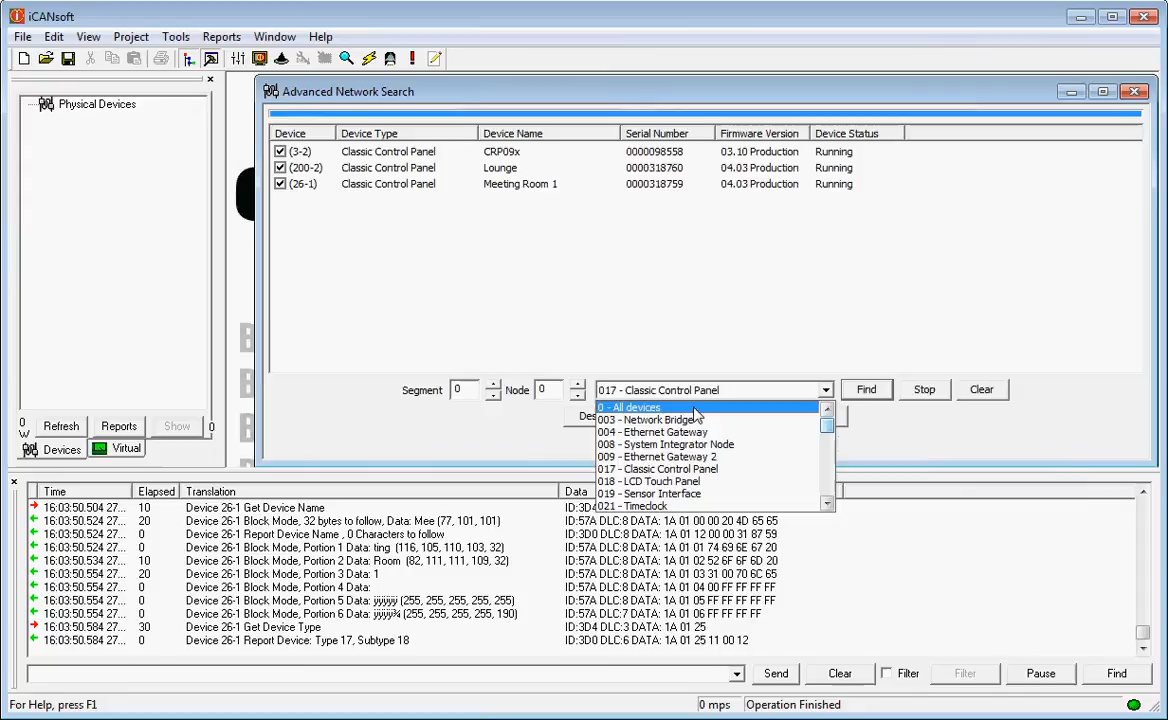 iCANsoft
File Edit View Project Tools Reports Window Help
Physical Devices
Advanced Network Search
Device Device Type Device Name Serial Number Firmware Version Device Status
(3-2) Classic Control Panel CRP09x 0000098558 03.10 Production Running
(200-2) Classic Control Panel Lounge 0000318760 04.03 Production Running
(26-1) Classic Control Panel Meeting Room 1 0000318759 04.03 Production Running
Segment 0 Node 0 017 - Classic Control Panel Find Stop Clear
0 - All devices
003 - Network Bridge
004 - Ethernet Gateway
008 - System Integrator Node
009 - Ethernet Gateway 2
017 - Classic Control Panel
018 - LCD Touch Panel
019 - Sensor Interface
021 - Timeclock
0 Refresh Reports Show 0
W
Devices Virtual
Time Elapsed Translation Data
16:03:50.504 27... 10 Device 26-1 Get Device Name
16:03:50.524 27... 20 Device 26-1 Block Mode, 32 bytes to follow, Data: Mee (77, 101, 101) ID:57A DLC:8 DATA: 1A 01 00 00 20 4D 65 65
16:03:50.524 27... 0 Device 26-1 Report Device Name , 0 Characters to follow ID:3D0 DLC:8 DATA: 1A 01 12 00 00 31 87 59
16:03:50.524 27... 0 Device 26-1 Block Mode, Portion 1 Data: ting (116, 105, 110, 103, 32) ID:57A DLC:8 DATA: 1A 01 01 74 69 6E 67 20
16:03:50.534 27... 10 Device 26-1 Block Mode, Portion 2 Data: Room (82, 111, 111, 109, 32) ID:57A DLC:8 DATA: 1A 01 02 52 6F 6F 6D 20
16:03:50.554 27... 20 Device 26-1 Block Mode, Portion 3 Data: 1 ID:57A DLC:8 DATA: 1A 01 03 31 00 70 6C 65
16:03:50.554 27... 0 Device 26-1 Block Mode, Portion 4 Data: ID:57A DLC:8 DATA: 1A 01 04 00 FF FF FF FF
16:03:50.554 27... 0 Device 26-1 Block Mode, Portion 5 Data: ÿÿÿÿÿ (255, 255, 255, 255, 255) ID:57A DLC:8 DATA: 1A 01 05 FF FF FF FF FF
16:03:50.554 27... 0 Device 26-1 Block Mode, Portion 6 Data: ÿÿÿÿ¾ (255, 255, 255, 255, 190) ID:57A DLC:7 DATA: 1A 01 06 FF FF FF FF
16:03:50.584 27... 30 Device 26-1 Get Device Type ID:3D4 DLC:3 DATA: 1A 01 25
16:03:50.584 27... 0 Device 26-1 Report Device: Type 17, Subtype 18 ID:3D0 DLC:6 DATA: 1A 01 25 11 00 12
Send Clear Filter Filter Pause Find
For Help, press F1 0 mps Operation Finished